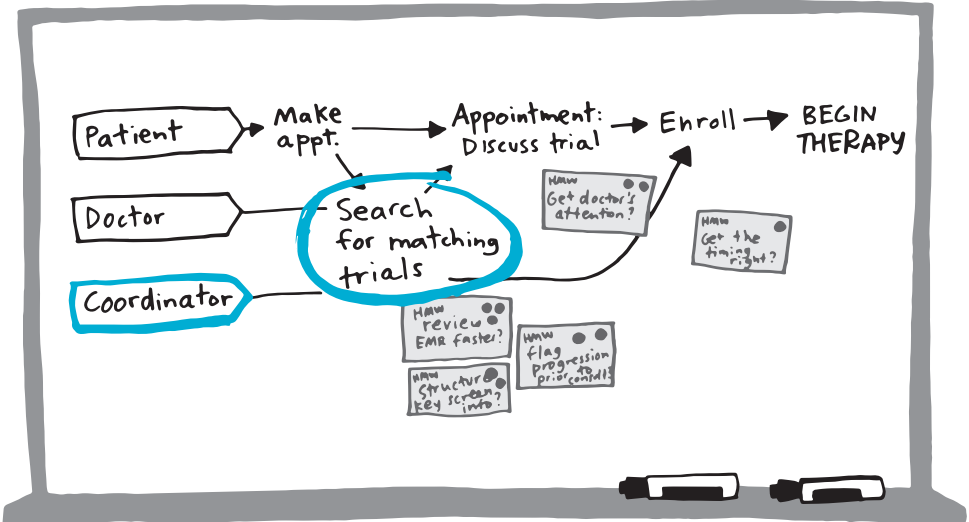 Patient
Make
appt.
Appointment:
Discuss trial
Enroll
BEGIN
THERAPY
Doctor
Search
for matching
trials
Coordinator
HMW
Get doctor's
attention?
HMW
Get the
timing
right?
HMW
review
EMR faster?
HMW
flag
progression
prior to
consult?
HMW
Structure
key screen
info?